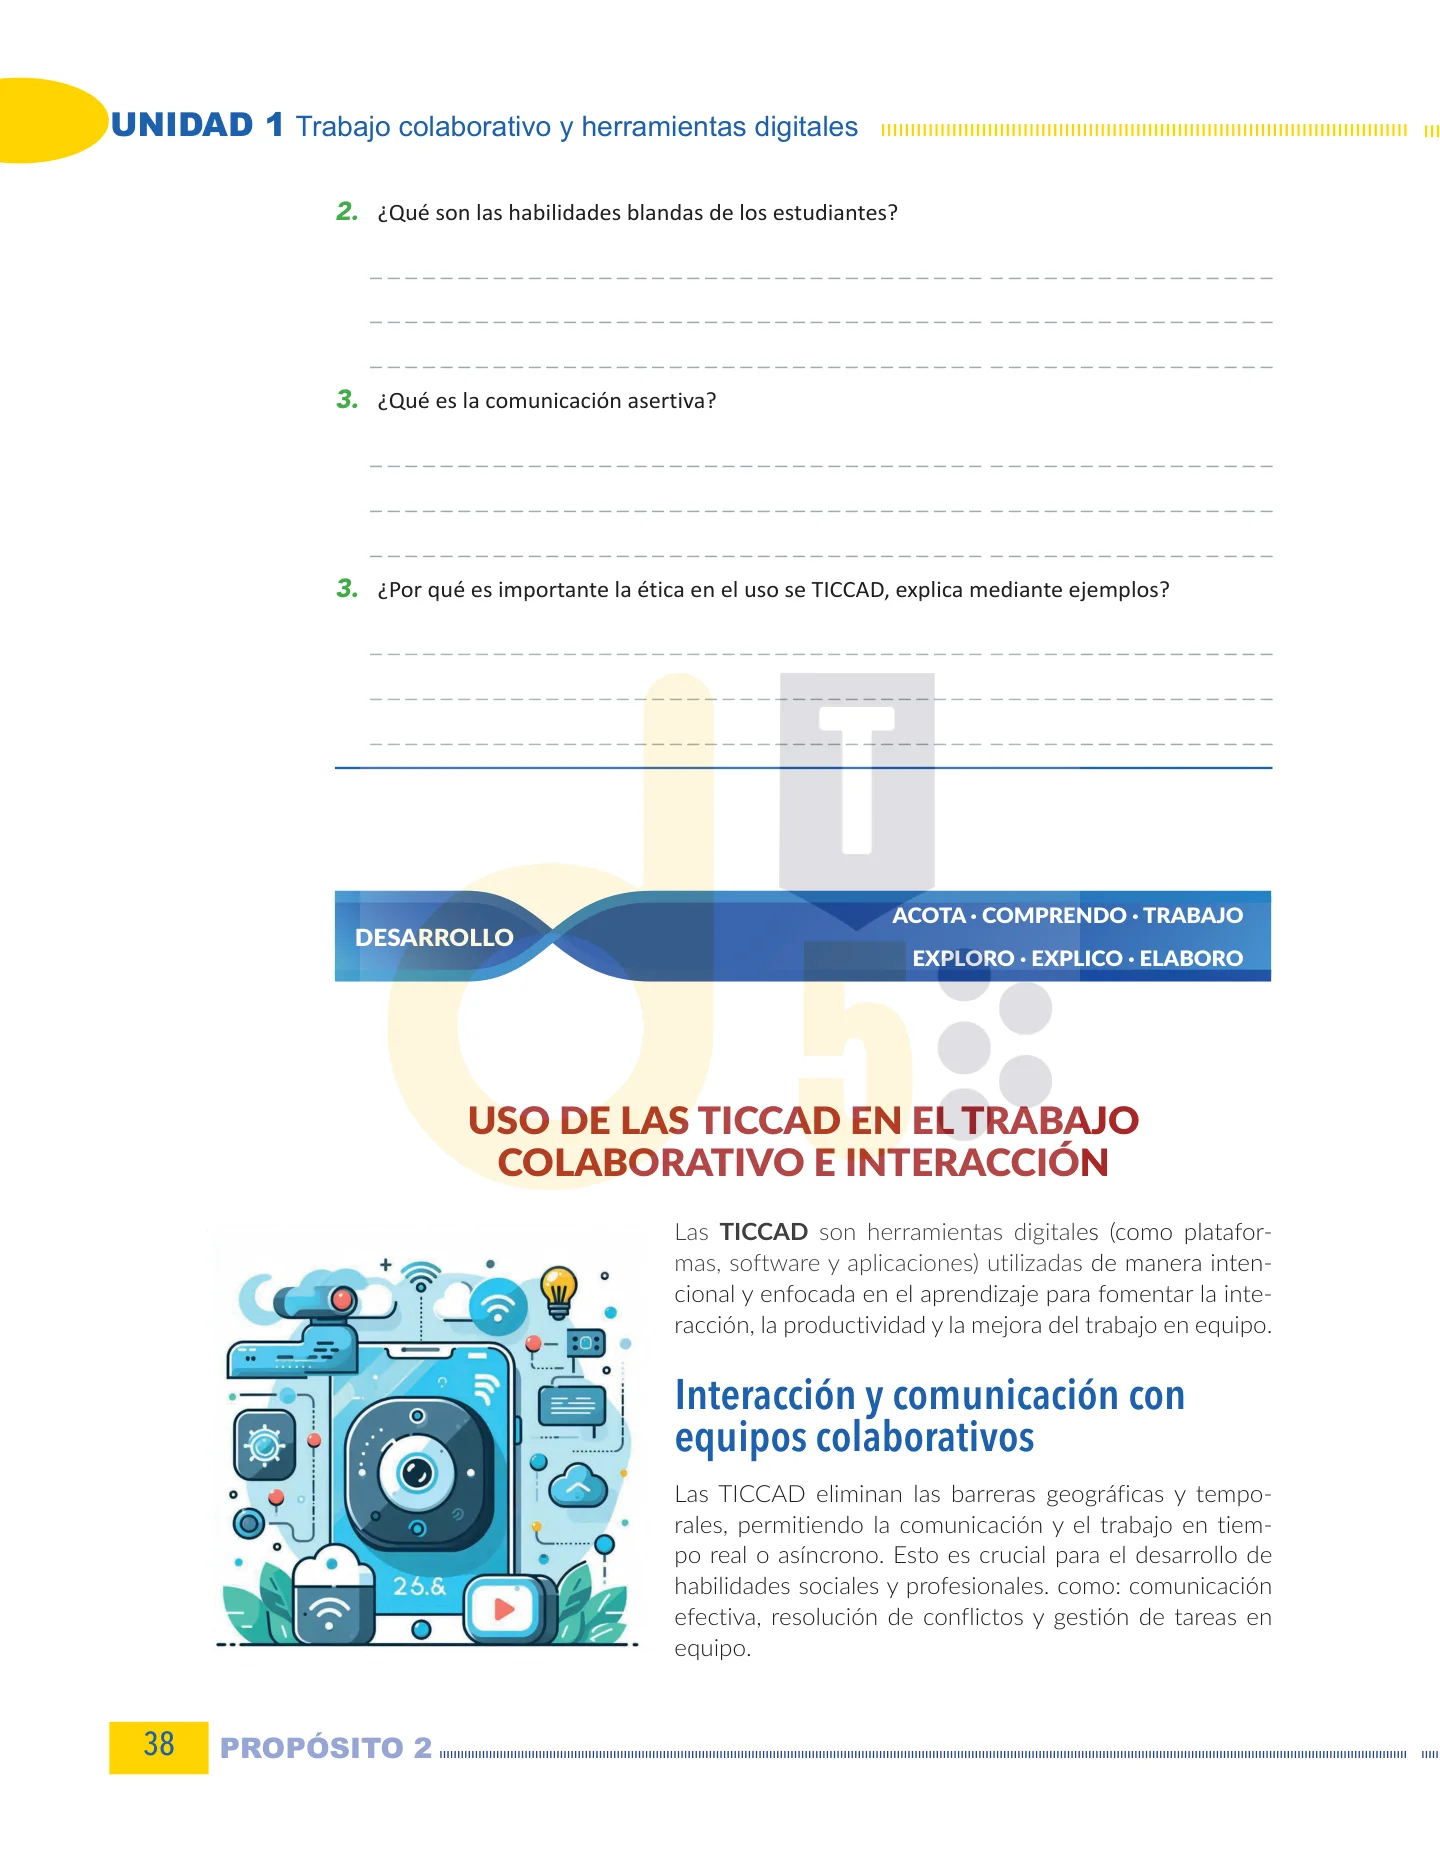 UNIDAD 1 Trabajo colaborativo y herramientas digitales
2. ¿Qué son las habilidades blandas de los estudiantes?
3. ¿Qué es la comunicación asertiva?
3. ¿Por qué es importante la ética en el uso se TICCAD, explica mediante ejemplos?
DESARROLLO
ACOTA · COMPRENDO · TRABAJO
EXPLORO · EXPLICO · ELABORO
d T 5
USO DE LAS TICCAD EN EL TRABAJO
COLABORATIVO E INTERACCIÓN
Las TICCAD son herramientas digitales (como platafor-
mas, software y aplicaciones) utilizadas de manera inten-
cional y enfocada en el aprendizaje para fomentar la inte-
racción, la productividad y la mejora del trabajo en equipo.
Interacción y comunicación con
equipos colaborativos
Las TICCAD eliminan las barreras geográficas y tempo-
rales, permitiendo la comunicación y el trabajo en tiem-
po real o asíncrono. Esto es crucial para el desarrollo de
habilidades sociales y profesionales. como: comunicación
efectiva, resolución de conflictos y gestión de tareas en
equipo.
26.&
38 PROPÓSITO 2